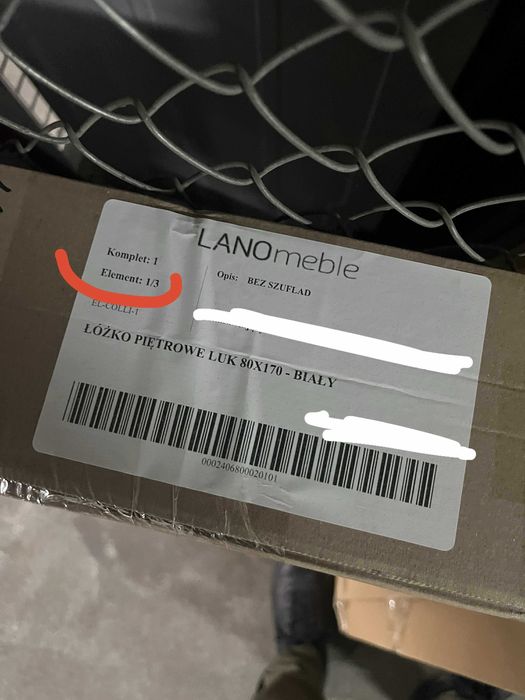 LANOmeble
Komplet: 1
Element: 1/3
Opis: BEZ SZUFLAD
EL-COLLI-1
ŁÓŻKO PIĘTROWE LUK 80X170 - BIAŁY
0002406800020101